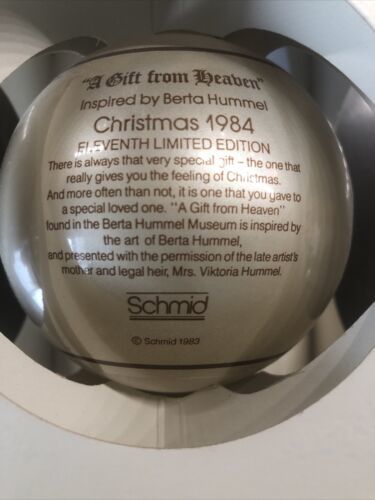 "A Gift from Heaven"
Inspired by Berta Hummel
Christmas 1984
ELEVENTH LIMITED EDITION
There is always that very special gift – the one that
really gives you the feeling of Christmas.
And more often than not, it is one that you gave to
a special loved one. "A Gift from Heaven"
found in the Berta Hummel Museum is inspired by
the art of Berta Hummel,
and presented with the permission of the late artist's
mother and legal heir, Mrs. Viktoria Hummel.
Schmid
© Schmid 1983